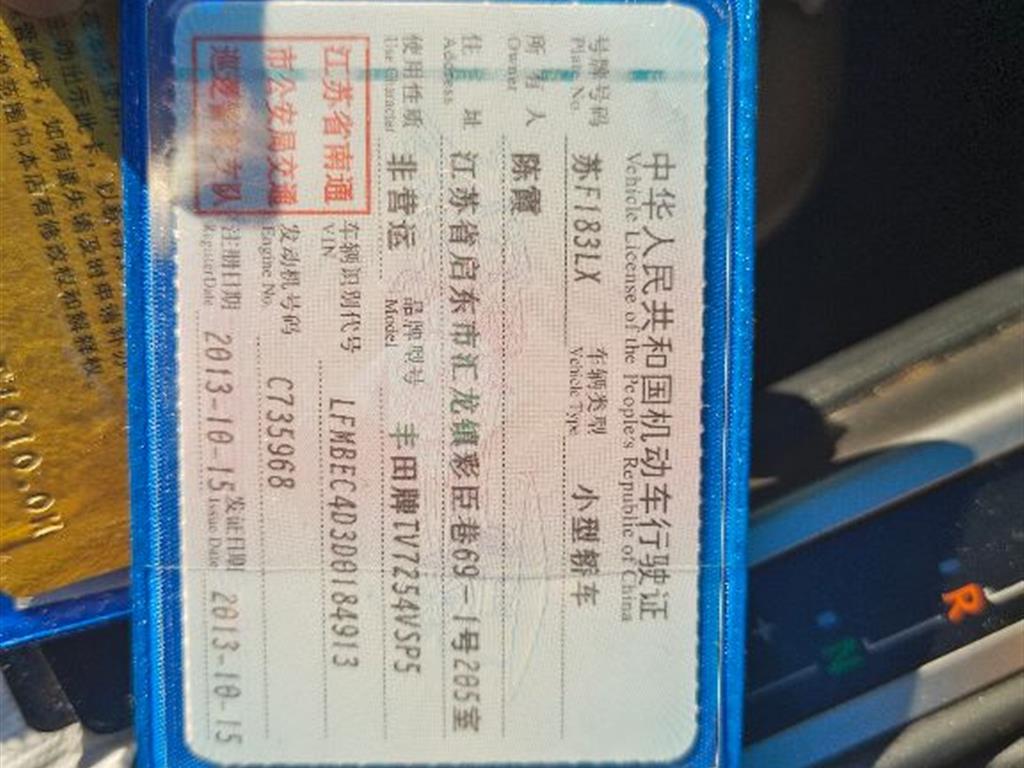 中华人民共和国机动车行驶证
Vehicle License of the People's Republic of China
号牌号码 苏F183LX 车辆类型 小型轿车
Plate No. Vehicle Type
所有人 陈霞
Owner
住址 江苏省启东市汇龙镇彩臣巷69-1号205室
Address
使用性质 非营运 品牌型号 丰田牌TV7254VSP5
Use Character Model
江苏省南通
市公安局交通
巡逻警察支队
车辆识别代号 LFMBEC4D3D0184913
VIN
发动机号码 C735968
Engine No.
注册日期 2013-10-15 发证日期 2013-10-15
Register Date Issue Date
R
N